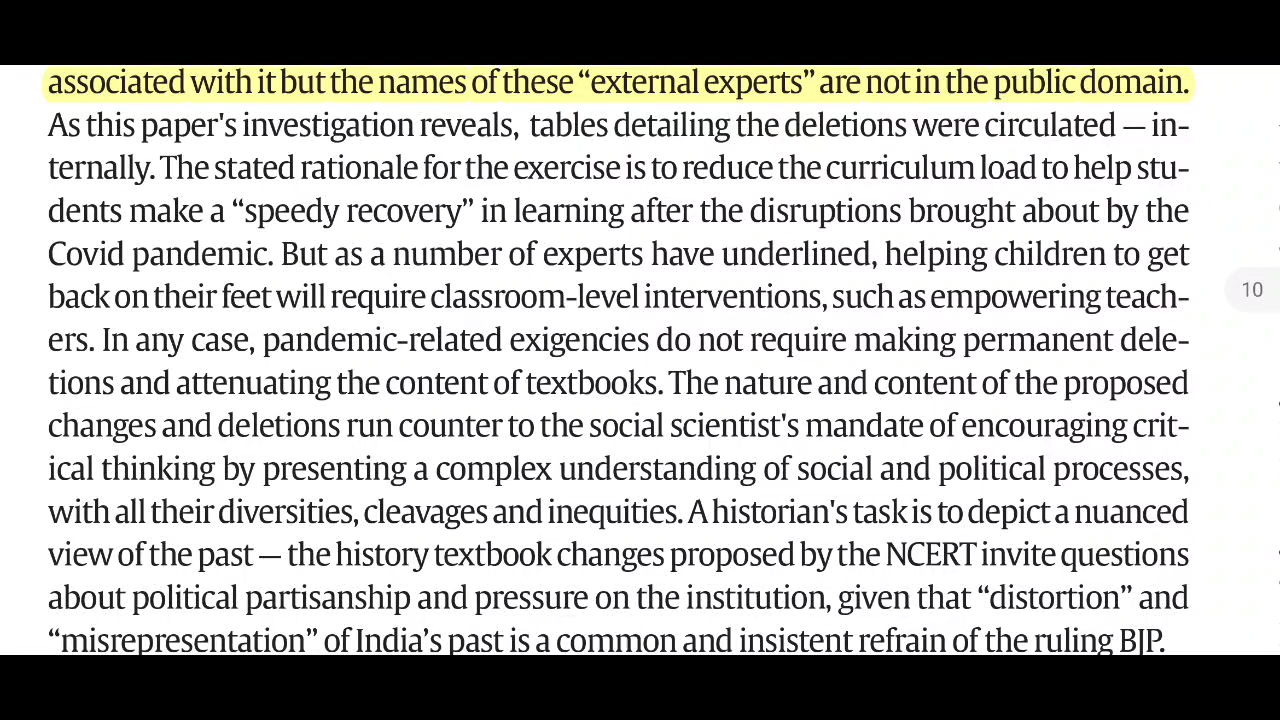 associated with it but the names of these “external experts” are not in the public domain.
As this paper's investigation reveals, tables detailing the deletions were circulated — in-
ternally. The stated rationale for the exercise is to reduce the curriculum load to help stu-
dents make a “speedy recovery” in learning after the disruptions brought about by the
Covid pandemic. But as a number of experts have underlined, helping children to get
back on their feet will require classroom-level interventions, such as empowering teach-
10
ers. In any case, pandemic-related exigencies do not require making permanent dele-
tions and attenuating the content of textbooks. The nature and content of the proposed
changes and deletions run counter to the social scientist's mandate of encouraging crit-
ical thinking by presenting a complex understanding of social and political processes,
with all their diversities, cleavages and inequities. A historian's task is to depict a nuanced
view of the past — the history textbook changes proposed by the NCERT invite questions
about political partisanship and pressure on the institution, given that “distortion” and
“misrepresentation” of India’s past is a common and insistent refrain of the ruling BJP.